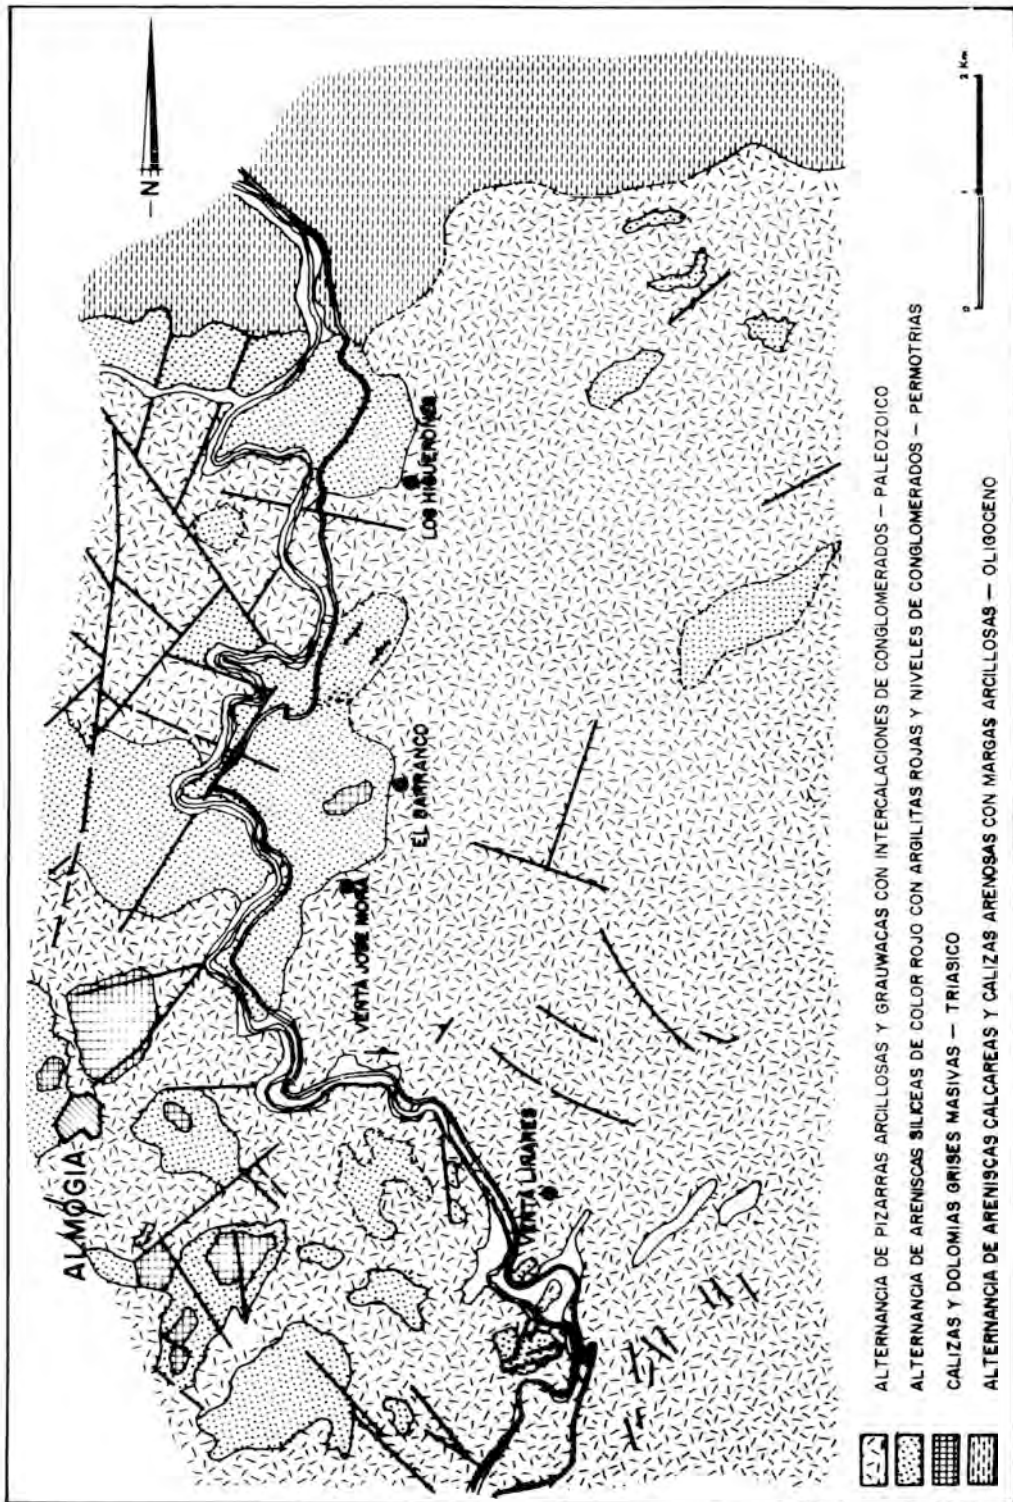 N
ALMOGIA
LOS HIGUERONES
EL BARRANCO
VENTA JOSE MORA
VENTA LINARES
0 1 2 Km.
ALTERNANCIA DE PIZARRAS ARCILLOSAS Y GRAUWACAS CON INTERCALACIONES DE CONGLOMERADOS - PALEOZOICO
ALTERNANCIA DE ARENISCAS SILICEAS DE COLOR ROJO CON ARGILITAS ROJAS Y NIVELES DE CONGLOMERADOS - PERMOTRIAS
CALIZAS Y DOLOMIAS GRISES MASIVAS - TRIASICO
ALTERNANCIA DE ARENISCAS CALCAREAS Y CALIZAS ARENOSAS CON MARGAS ARCILLOSAS - OLIGOCENO